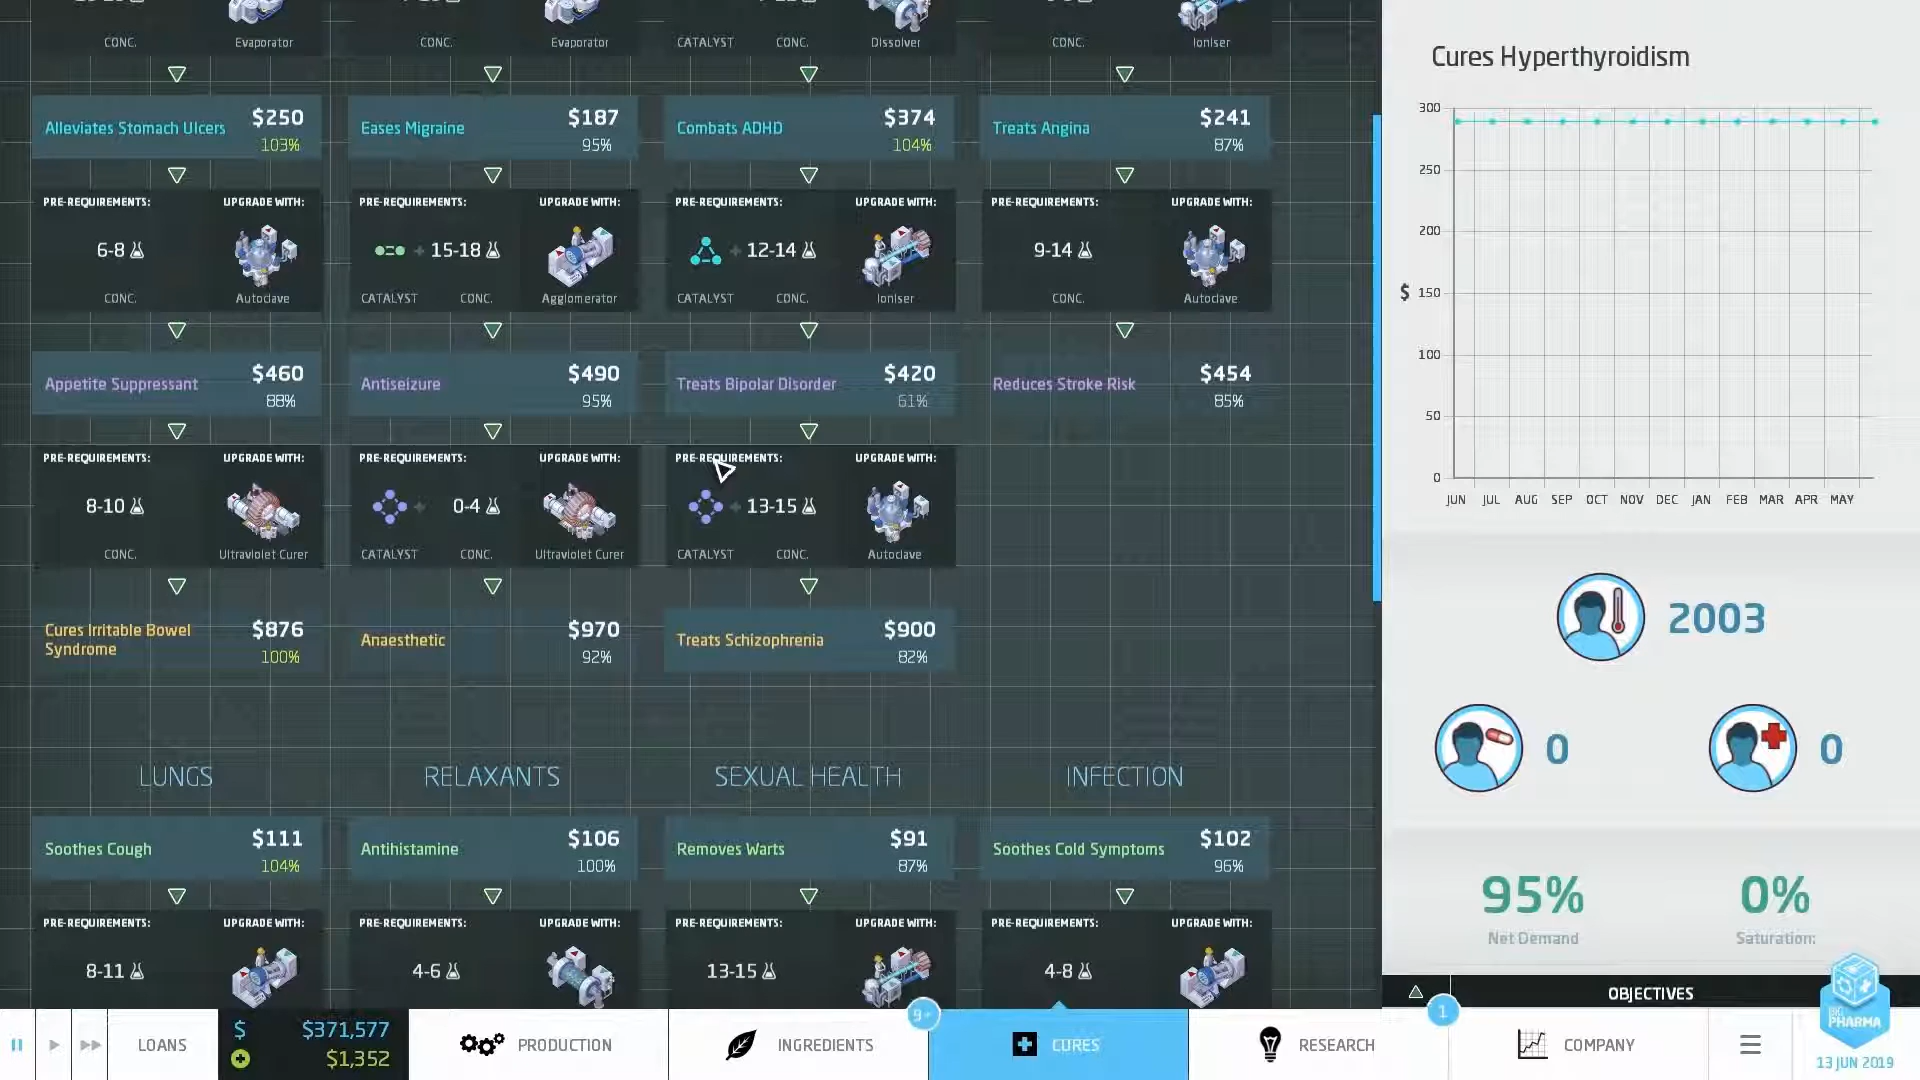 CONC. Evaporator CONC. Evaporator CATALYST CONC. Dissolver CONC. Ioniser
Alleviates Stomach Ulcers $250 103%
Eases Migraine $187 95%
Combats ADHD $374 104%
Treats Angina $241 87%
PRE-REQUIREMENTS: UPGRADE WITH:
6-8
CONC. Autoclave
PRE-REQUIREMENTS: UPGRADE WITH:
+ 15-18
CATALYST CONC. Agglomerator
PRE-REQUIREMENTS: UPGRADE WITH:
+ 12-14
CATALYST CONC. Ioniser
PRE-REQUIREMENTS: UPGRADE WITH:
9-14
CONC. Autoclave
Appetite Suppressant $460 88%
Antiseizure $490 95%
Treats Bipolar Disorder $420 61%
Reduces Stroke Risk $454 85%
PRE-REQUIREMENTS: UPGRADE WITH:
8-10
CONC. Ultraviolet Curer
PRE-REQUIREMENTS: UPGRADE WITH:
+ 0-4
CATALYST CONC. Ultraviolet Curer
PRE-REQUIREMENTS: UPGRADE WITH:
+ 13-15
CATALYST CONC. Autoclave
Cures Irritable Bowel
Syndrome
$876 100%
Anaesthetic $970 92%
Treats Schizophrenia $900 82%
LUNGS RELAXANTS SEXUAL HEALTH INFECTION
Soothes Cough $111 104%
Antihistamine $106 100%
Removes Warts $91 87%
Soothes Cold Symptoms $102 96%
PRE-REQUIREMENTS: UPGRADE WITH:
8-11
PRE-REQUIREMENTS: UPGRADE WITH:
4-6
PRE-REQUIREMENTS: UPGRADE WITH:
13-15
PRE-REQUIREMENTS: UPGRADE WITH:
4-8
Cures Hyperthyroidism
300
250
200
$ 150
100
50
0
JUN JUL AUG SEP OCT NOV DEC JAN FEB MAR APR MAY
2003
0 0
95% 0%
Net Demand Saturation:
OBJECTIVES
1
LOANS
$ $371,577
$1,352
PRODUCTION
INGREDIENTS
9+
CURES
RESEARCH
COMPANY
BIG
PHARMA
13 JUN 2019